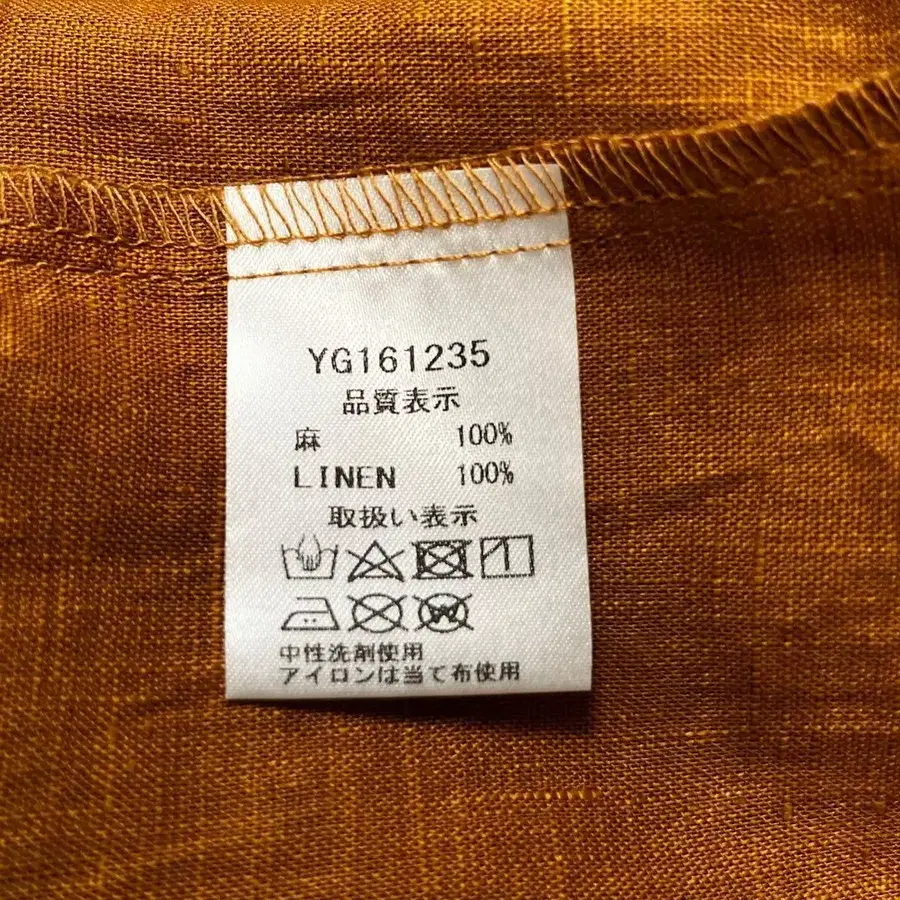 YG161235
品質表示
麻 100%
LINEN 100%
取扱い表示
中性洗剤使用
アイロンは当て布使用